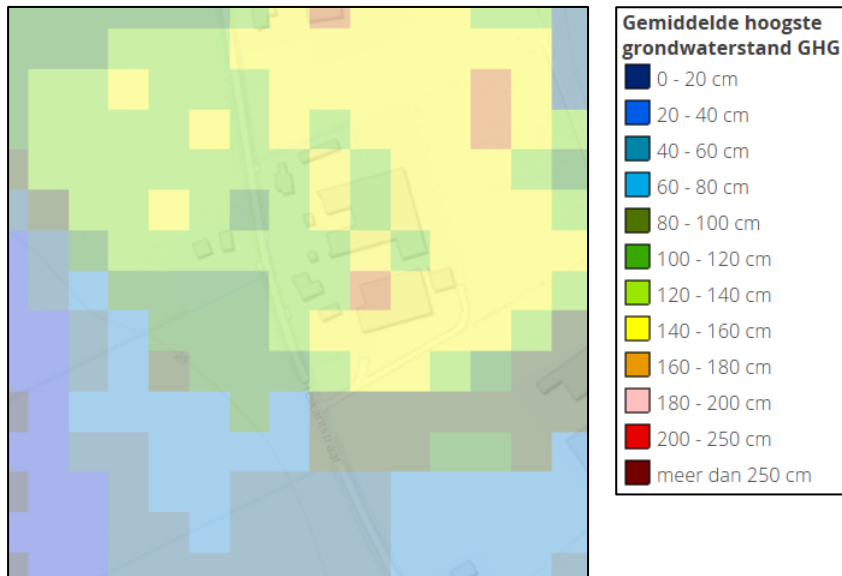 Gemiddelde hoogste
grondwaterstand GHG
0 - 20 cm
20 - 40 cm
40 - 60 cm
60 - 80 cm
80 - 100 cm
100 - 120 cm
120 - 140 cm
140 - 160 cm
160 - 180 cm
180 - 200 cm
200 - 250 cm
meer dan 250 cm